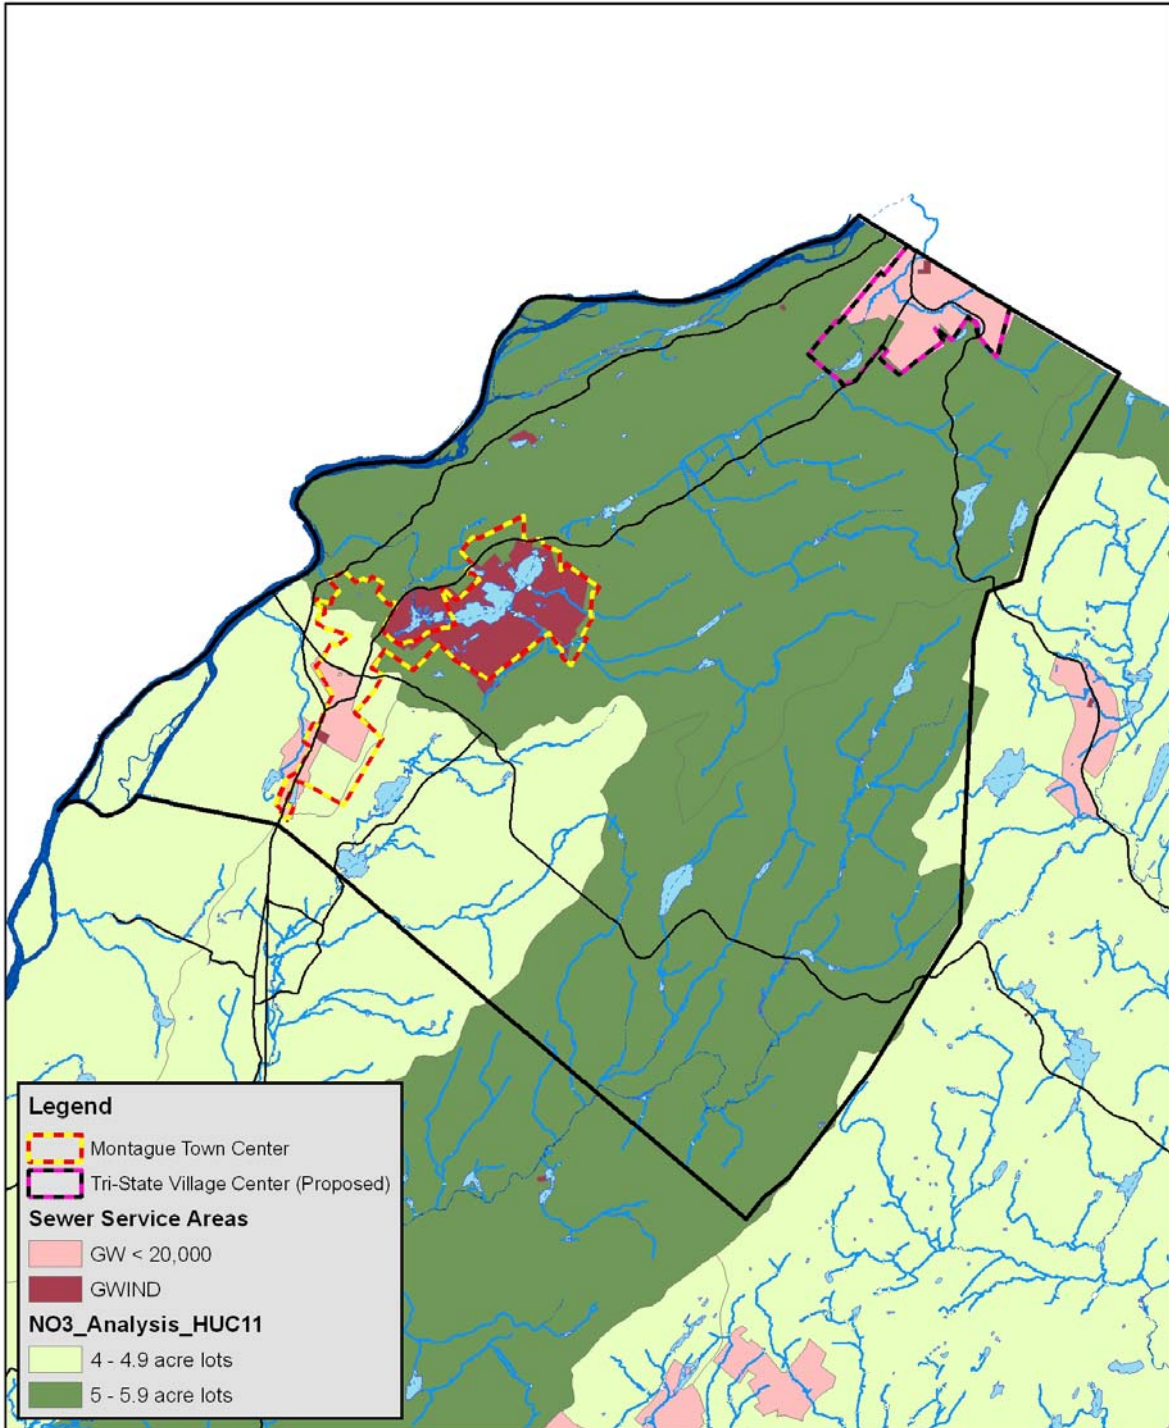 Legend
Montague Town Center
Tri-State Village Center (Proposed)
Sewer Service Areas
GW < 20,000
GWIND
NO3_Analysis_HUC11
4 - 4.9 acre lots
5 - 5.9 acre lots